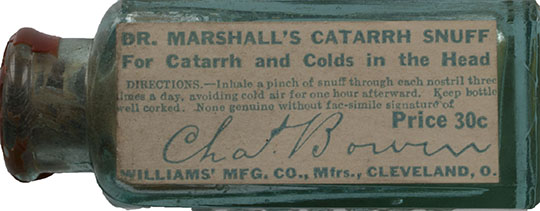 DR. MARSHALL'S CATARRH SNUFF
For Catarrh and Colds in the Head
DIRECTIONS.—Inhale a pinch of snuff through each nostril three
times a day, avoiding cold air for one hour afterward. Keep bottle
well corked. None genuine without fac-simile signature of
Price 30c
Chas. Bowen
WILLIAMS' MFG. CO., Mfrs., CLEVELAND, O.